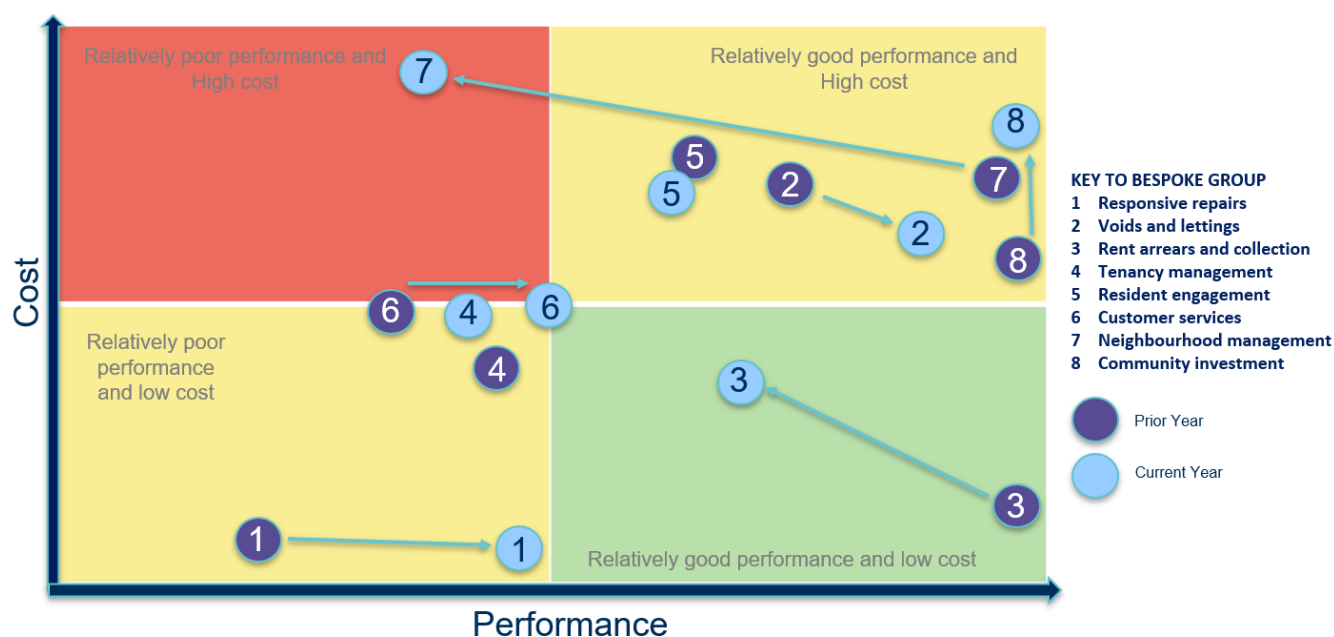 Relatively poor performance and
High cost
Relatively good performance and
High cost
7
8
5
2
7
5
2
8
6
4
6
Relatively poor
performance
and low cost
4
3
3
1
1
Relatively good performance and low cost
Cost
Performance
KEY TO BESPOKE GROUP
1 Responsive repairs
2 Voids and lettings
3 Rent arrears and collection
4 Tenancy management
5 Resident engagement
6 Customer services
7 Neighbourhood management
8 Community investment
Prior Year
Current Year